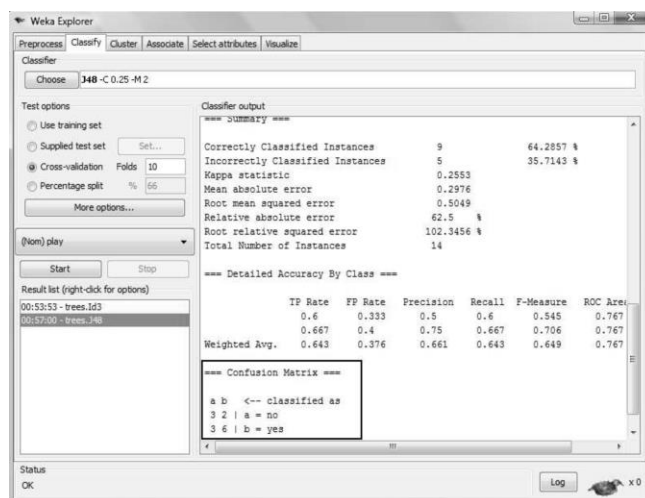 Weka Explorer
Preprocess Classify Cluster Associate Select attributes Visualize
Classifier
Choose J48 -C 0.25 -M 2
Test options
Use training set
Supplied test set Set...
Cross-validation Folds 10
Percentage split % 66
More options...
(Nom) play
Start Stop
Result list (right-click for options)
00:53:53 - trees.Id3
00:57:00 - trees.J48
Classifier output
=== Summary ===
Correctly Classified Instances 9 64.2857 %
Incorrectly Classified Instances 5 35.7143 %
Kappa statistic 0.2553
Mean absolute error 0.2976
Root mean squared error 0.5049
Relative absolute error 62.5 %
Root relative squared error 102.3456 %
Total Number of Instances 14
=== Detailed Accuracy By Class ===
TP Rate FP Rate Precision Recall F-Measure ROC Area
0.6 0.333 0.5 0.6 0.545 0.767
0.667 0.4 0.75 0.667 0.706 0.767
Weighted Avg. 0.643 0.376 0.661 0.643 0.649 0.767
=== Confusion Matrix ===
a b <-- classified as
3 2 | a = no
3 6 | b = yes
Status
OK
Log
x 0